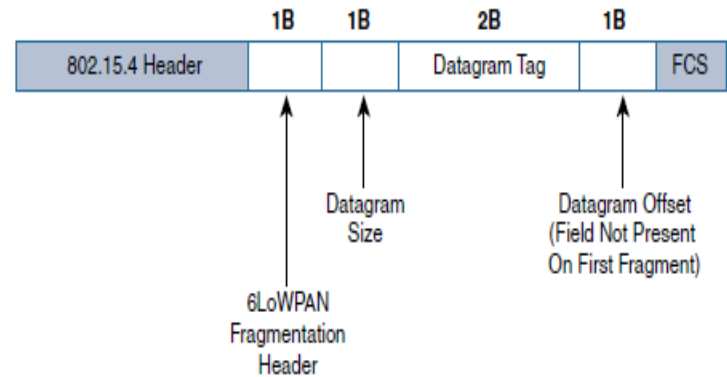 1B 1B 2B 1B
802.15.4 Header Datagram Tag FCS
Datagram
Size
Datagram Offset
(Field Not Present
On First Fragment)
6LoWPAN
Fragmentation
Header